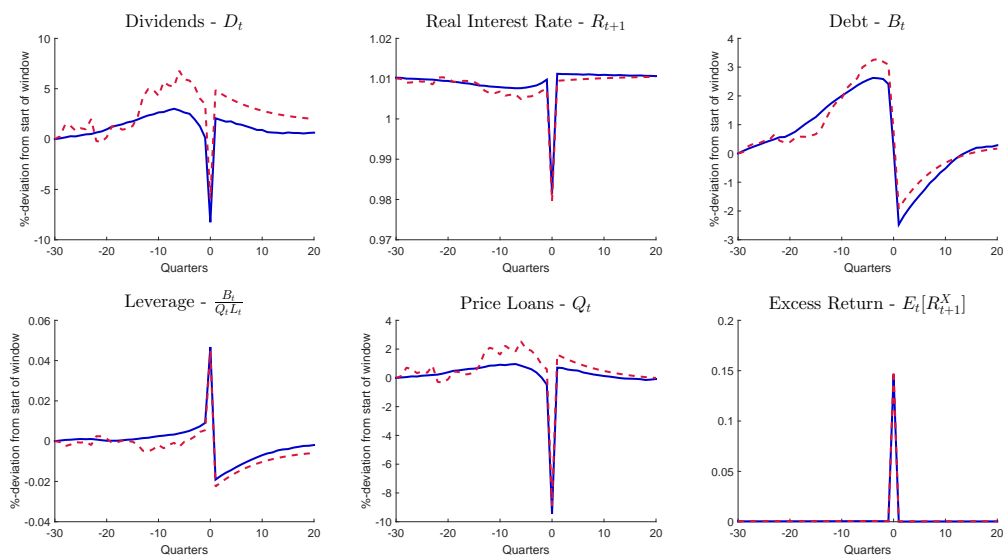 Dividends - D_t
%-deviation from start of window
10
5
0
-5
-10
-30 -20 -10 0 10 20
Quarters
Real Interest Rate - R_{t+1}
1.02
1.01
1
0.99
0.98
0.97
-30 -20 -10 0 10 20
Quarters
Debt - B_t
%-deviation from start of window
4
3
2
1
0
-1
-2
-3
-30 -20 -10 0 10 20
Quarters
Leverage - \frac{B_t}{Q_t L_t}
%-deviation from start of window
0.06
0.04
0.02
0
-0.02
-0.04
-30 -20 -10 0 10 20
Quarters
Price Loans - Q_t
%-deviation from start of window
4
2
0
-2
-4
-6
-8
-10
-30 -20 -10 0 10 20
Quarters
Excess Return - E_t[R^X_{t+1}]
0.2
0.15
0.1
0.05
0
-30 -20 -10 0 10 20
Quarters